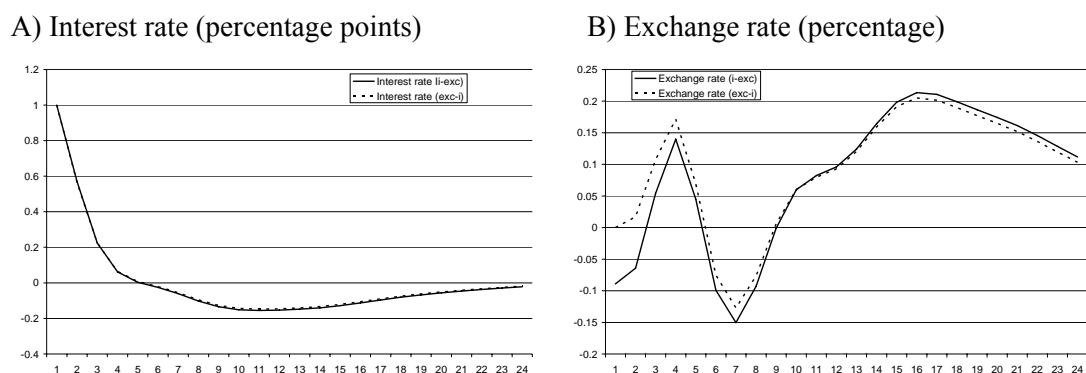 A) Interest rate (percentage points)
B) Exchange rate (percentage)
1.2
1
0.8
0.6
0.4
0.2
0
-0.2
-0.4
Interest rate Ii-exc)
Interest rate (exc-i)
1 2 3 4 5 6 7 8 9 10 11 12 13 14 15 16 17 18 19 20 21 22 23 24
0.25
0.2
0.15
0.1
0.05
0
-0.05
-0.1
-0.15
-0.2
Exchange rate (i-exc)
Exchange rate (exc-i)
1 2 3 4 5 6 7 8 9 10 11 12 13 14 15 16 17 18 19 20 21 22 23 24